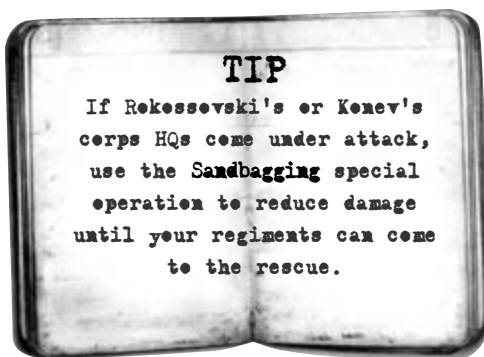 TIP
If Rokossovski's or Konev's
corps HQs come under attack,
use the Sandbagging special
operation to reduce damage
until your regiments can come
to the rescue.